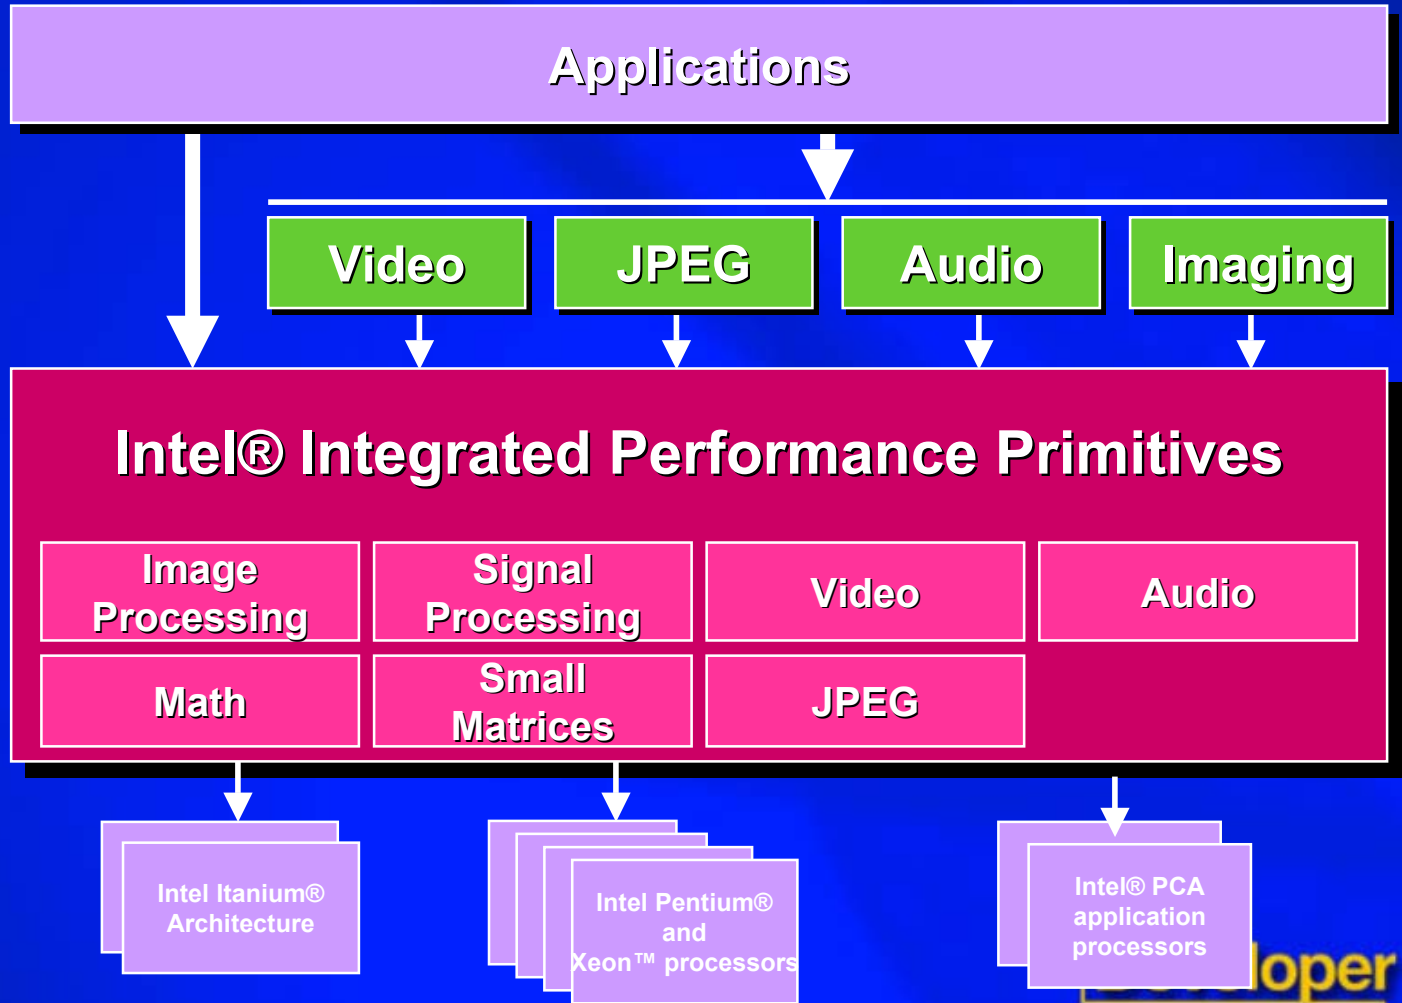 Applications
Video
JPEG
Audio
Imaging
Intel® Integrated Performance Primitives
Image
Processing
Signal
Processing
Video
Audio
Math
Small
Matrices
JPEG
Intel Itanium®
Architecture
Intel Pentium®
and
Xeon™ processors
Intel® PCA
application
processors